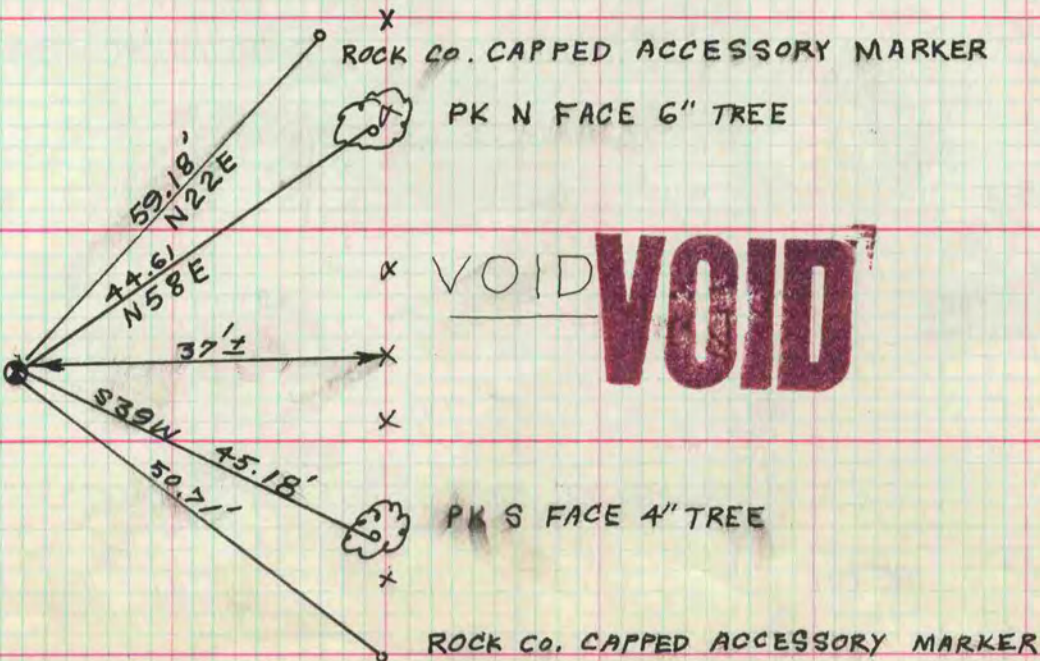 ROCK CO. CAPPED ACCESSORY MARKER
PK N FACE 6" TREE
59.18'
N22E
44.61
N58E
VOID
VOID
37'±
S39W
45.18'
50.71'
PK S FACE 4" TREE
ROCK CO. CAPPED ACCESSORY MARKER